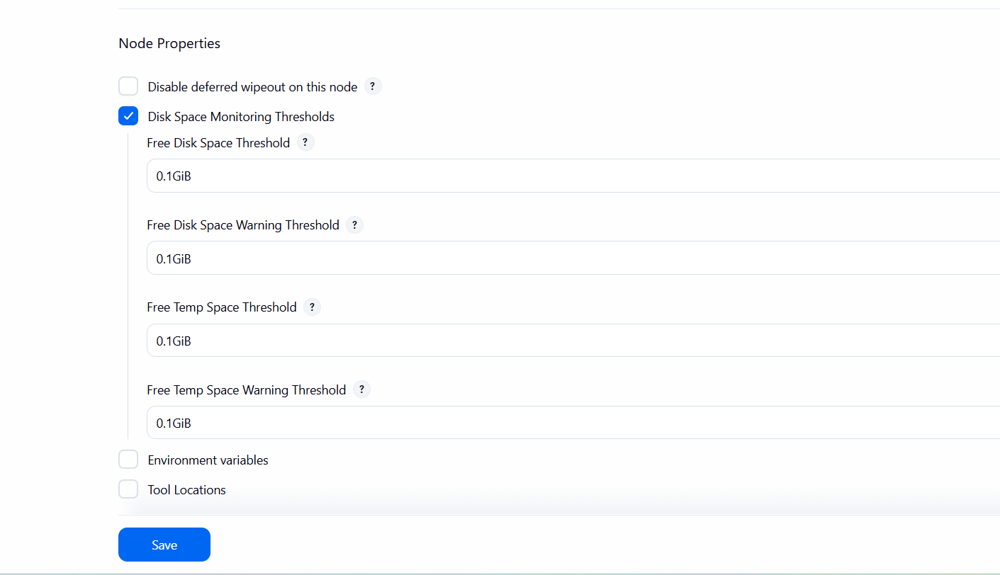 Node Properties
Disable deferred wipeout on this node ?
Disk Space Monitoring Thresholds
Free Disk Space Threshold ?
0.1GiB
Free Disk Space Warning Threshold ?
0.1GiB
Free Temp Space Threshold ?
0.1GiB
Free Temp Space Warning Threshold ?
0.1GiB
Environment variables
Tool Locations
Save